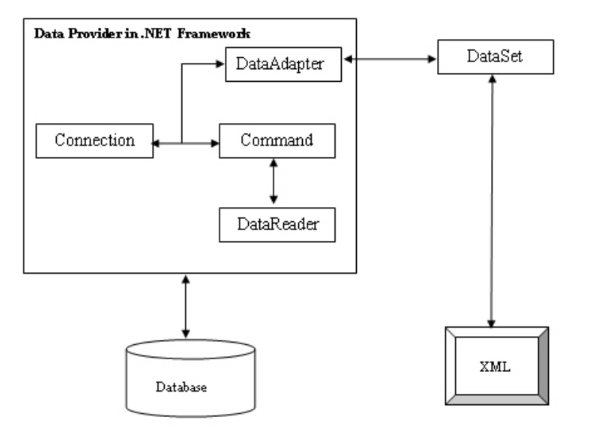 Data Provider in .NET Framework
DataAdapter
DataSet
Connection
Command
DataReader
Database
XML